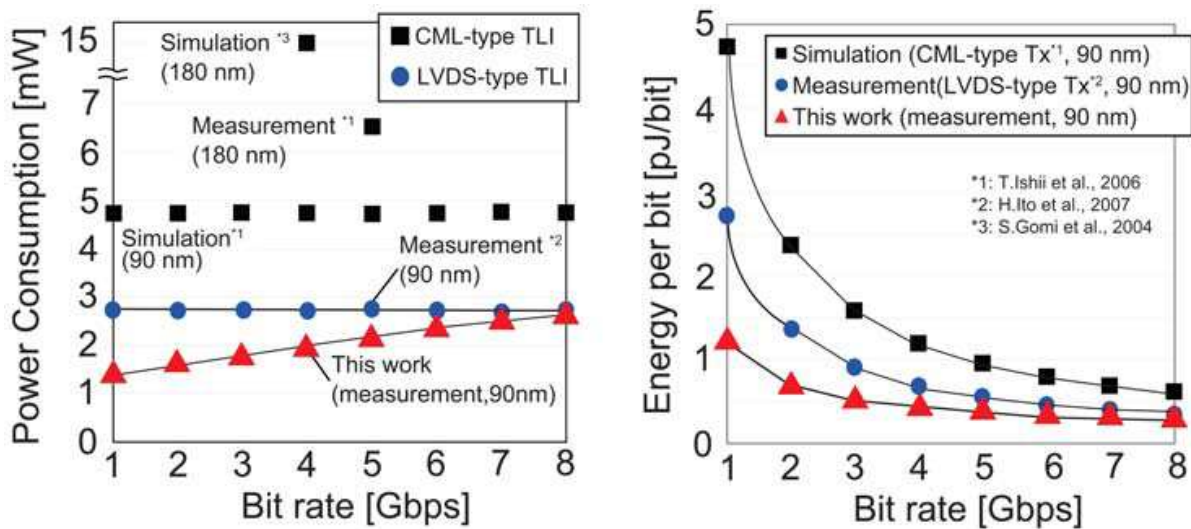 Power Consumption [mW]
15
7
6
5
4
3
2
1
0
Simulation *3
(180 nm)
CML-type TLI
LVDS-type TLI
Measurement *1
(180 nm)
Simulation*1
(90 nm)
Measurement *2
(90 nm)
This work
(measurement,90nm)
1 2 3 4 5 6 7 8
Bit rate [Gbps]
Energy per bit [pJ/bit]
5
4
3
2
1
0
Simulation (CML-type Tx*1, 90 nm)
Measurement(LVDS-type Tx*2, 90 nm)
This work (measurement, 90 nm)
*1: T.Ishii et al., 2006
*2: H.Ito et al., 2007
*3: S.Gomi et al., 2004
1 2 3 4 5 6 7 8
Bit rate [Gbps]